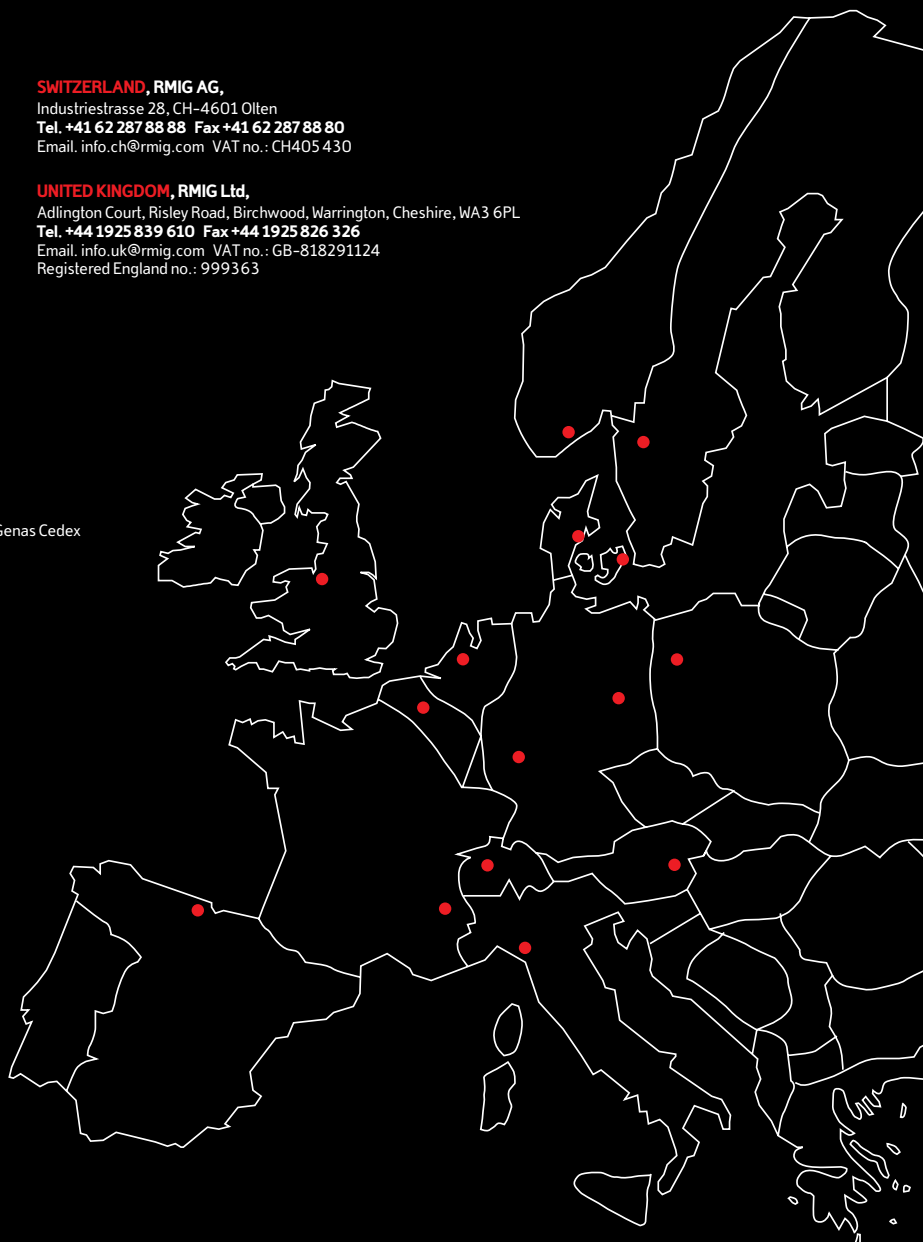 SWITZERLAND, RMIG AG,
Industriestrasse 28, CH-4601 Olten
Tel. +41 62 287 88 88 Fax +41 62 287 88 80
Email. info.ch@rmig.com VAT no.: CH405 430
UNITED KINGDOM, RMIG Ltd,
Adlington Court, Risley Road, Birchwood, Warrington, Cheshire, WA3 6PL
Tel. +44 1925 839 610 Fax +44 1925 826 326
Email. info.uk@rmig.com VAT no.: GB-818291124
Registered England no.: 999363
Genas Cedex